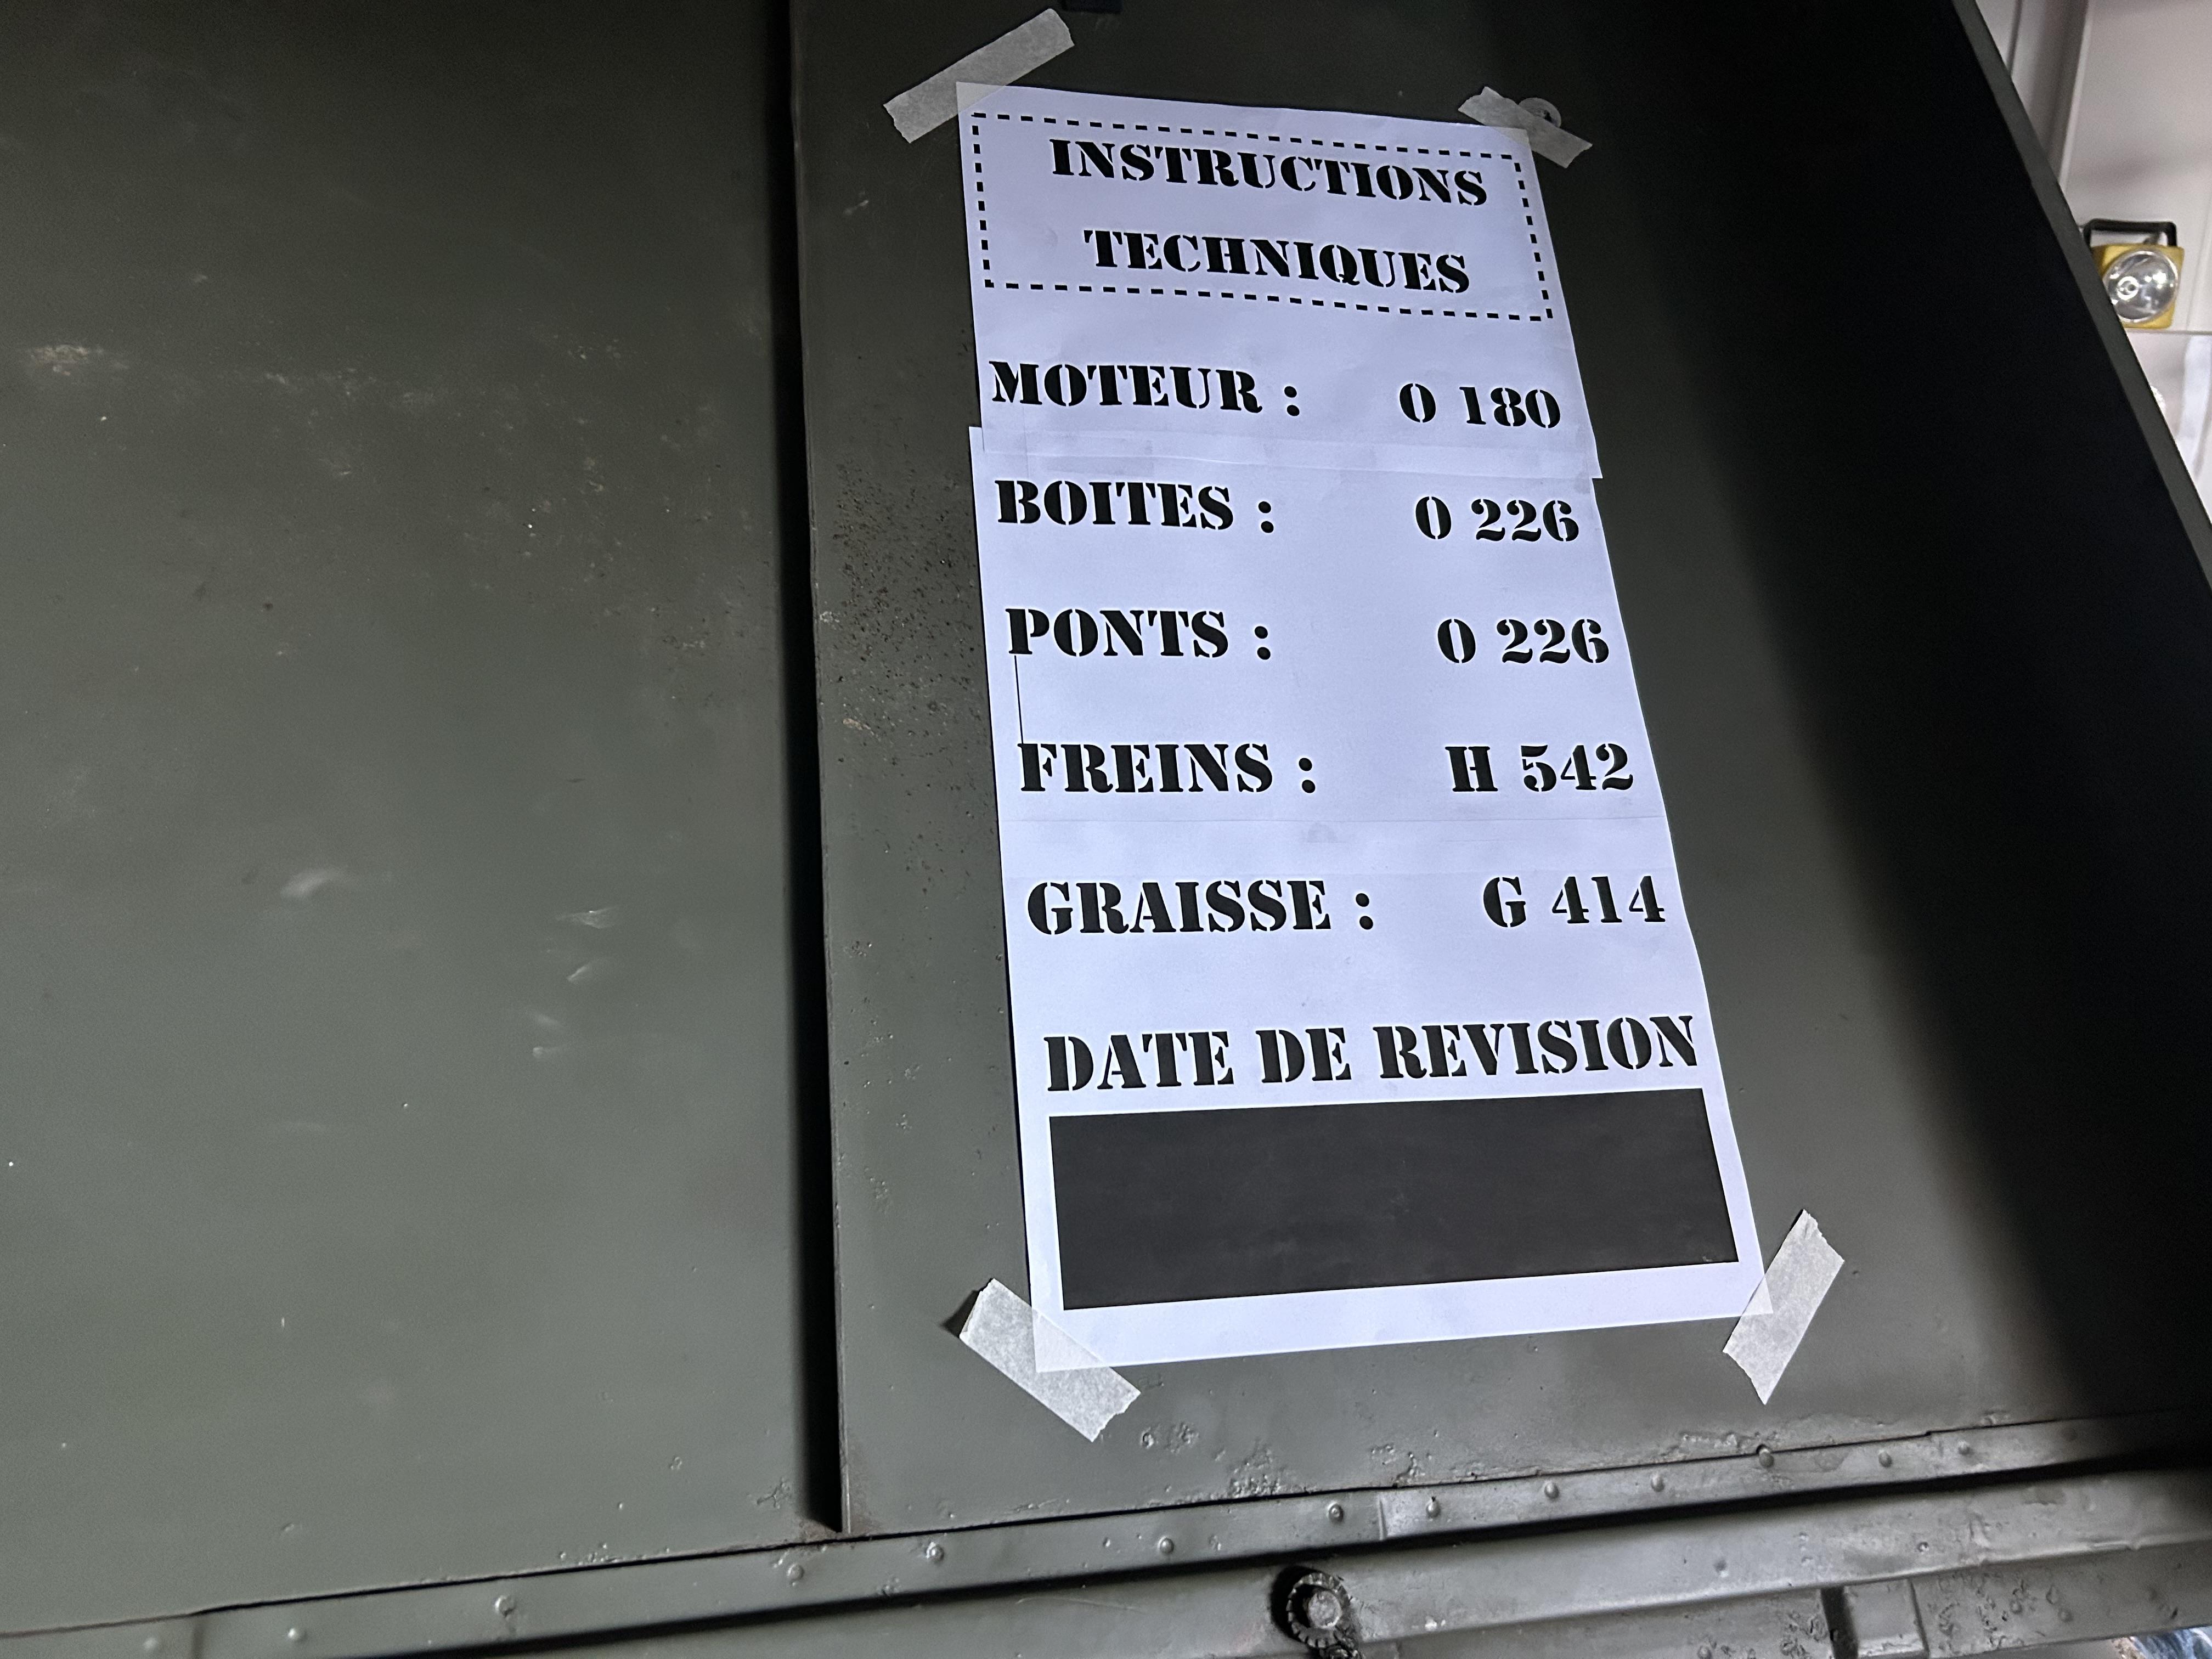 INSTRUCTIONS
TECHNIQUES
MOTEUR : O 180
BOITES : O 226
PONTS : O 226
FREINS : H 542
GRAISSE : G 414
DATE DE REVISION